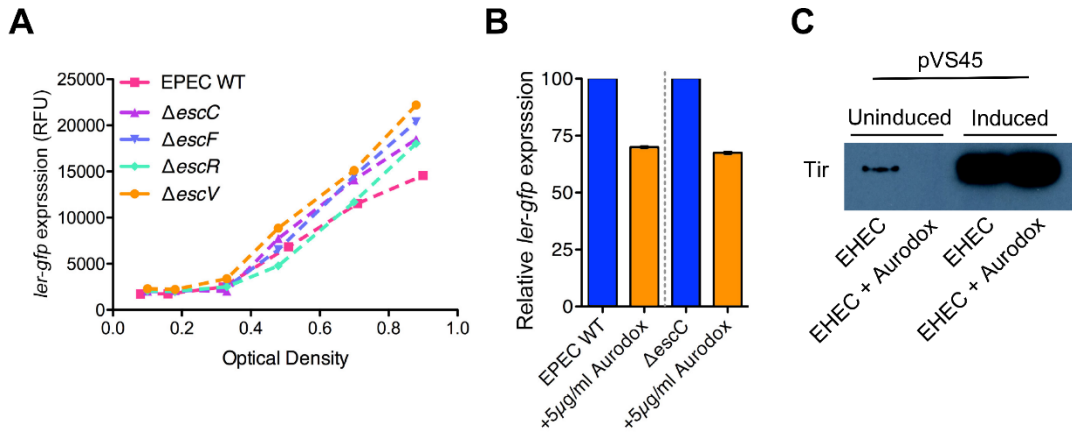 A
ler-gfp exprsssion (RFU)
25000
20000
15000
10000
5000
0
0.0 0.2 0.4 0.6 0.8 1.0
Optical Density
EPEC WT
ΔescC
ΔescF
ΔescR
ΔescV
B
Relative ler-gfp exprsssion
100
75
50
25
0
EPEC WT
+5µg/ml Aurodox
ΔescC
+5µg/ml Aurodox
C
pVS45
Uninduced Induced
Tir
EHEC
EHEC + Aurodox
EHEC
EHEC + Aurodox